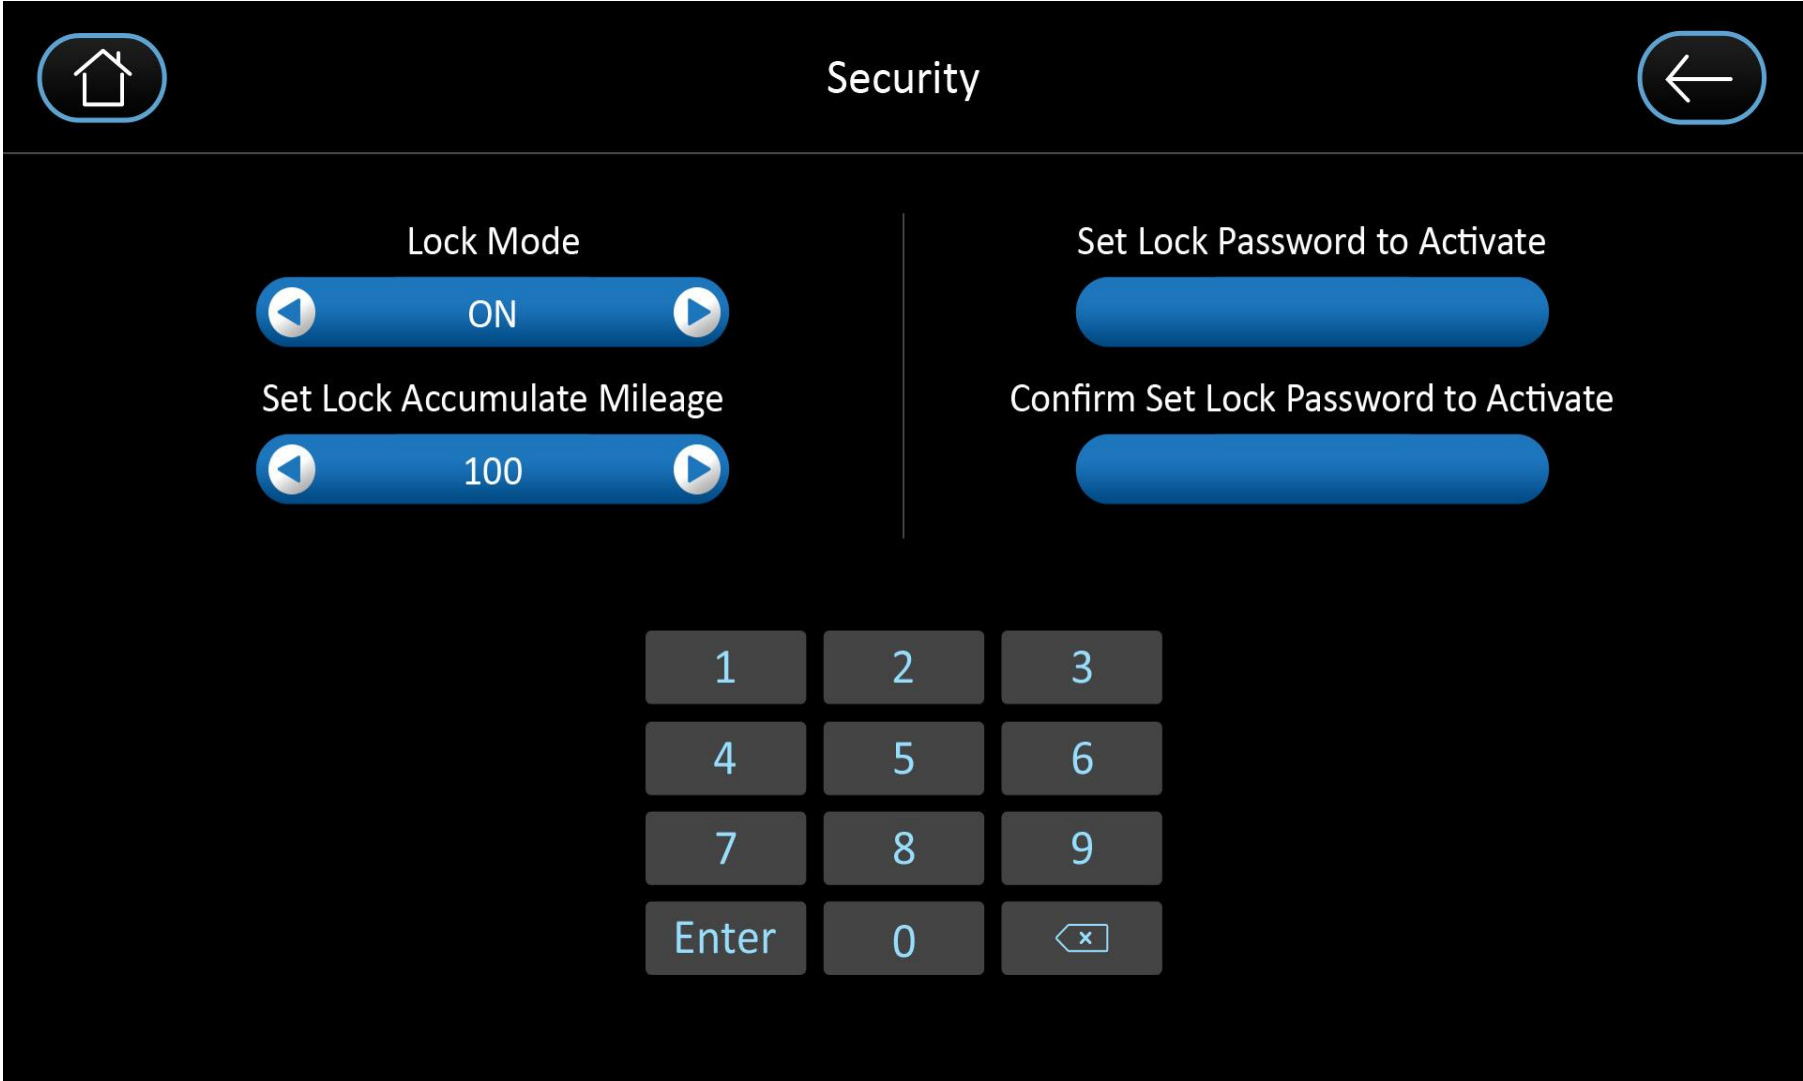 Security
Lock Mode
ON
Set Lock Accumulate Mileage
100
Set Lock Password to Activate
Confirm Set Lock Password to Activate
1 2 3
4 5 6
7 8 9
Enter 0